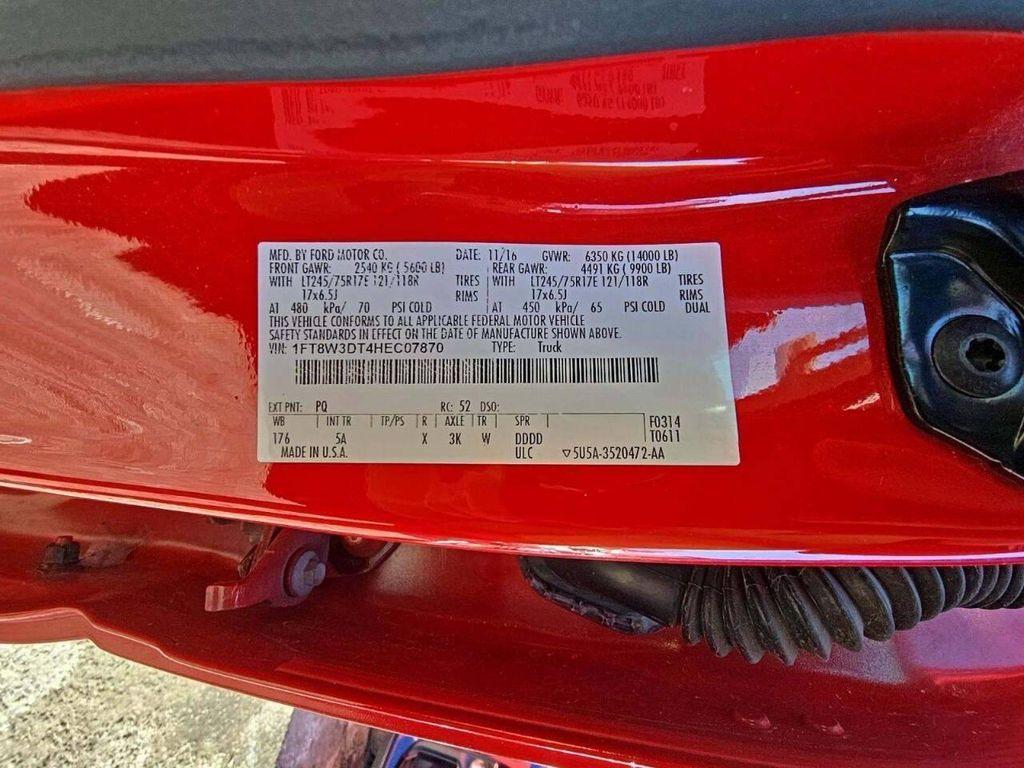 MFD. BY FORD MOTOR CO. DATE: 11/16 GVWR: 6350 KG (14000 LB)
FRONT GAWR: 2540 KG ( 5600 LB) REAR GAWR: 4491 KG ( 9900 LB)
WITH LT245/75R17E 121/118R TIRES WITH LT245/75R17E 121/118R TIRES
17x6.5J RIMS 17x6.5J RIMS
AT 480 kPa/ 70 PSI COLD AT 450 kPa/ 65 PSI COLD DUAL
THIS VEHICLE CONFORMS TO ALL APPLICABLE FEDERAL MOTOR VEHICLE
SAFETY STANDARDS IN EFFECT ON THE DATE OF MANUFACTURE SHOWN ABOVE.
VIN: 1FT8W3DT4HEC07870 TYPE: Truck
EXT PNT: PQ RC: 52 DSO:
WB INT TR TP/PS R AXLE TR SPR F0314
176 5A X 3K W DDDD T0611
MADE IN U.S.A. ULC ▽5U5A-3520472-AA